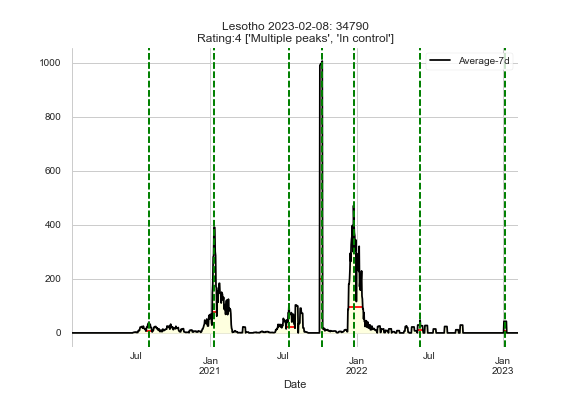 Lesotho 2023-02-08: 34790
Rating:4 ['Multiple peaks', 'In control']
Average-7d
1000
800
600
400
200
0
Jul
Jan
2021
Jul
Jan
2022
Jul
Jan
2023
Date